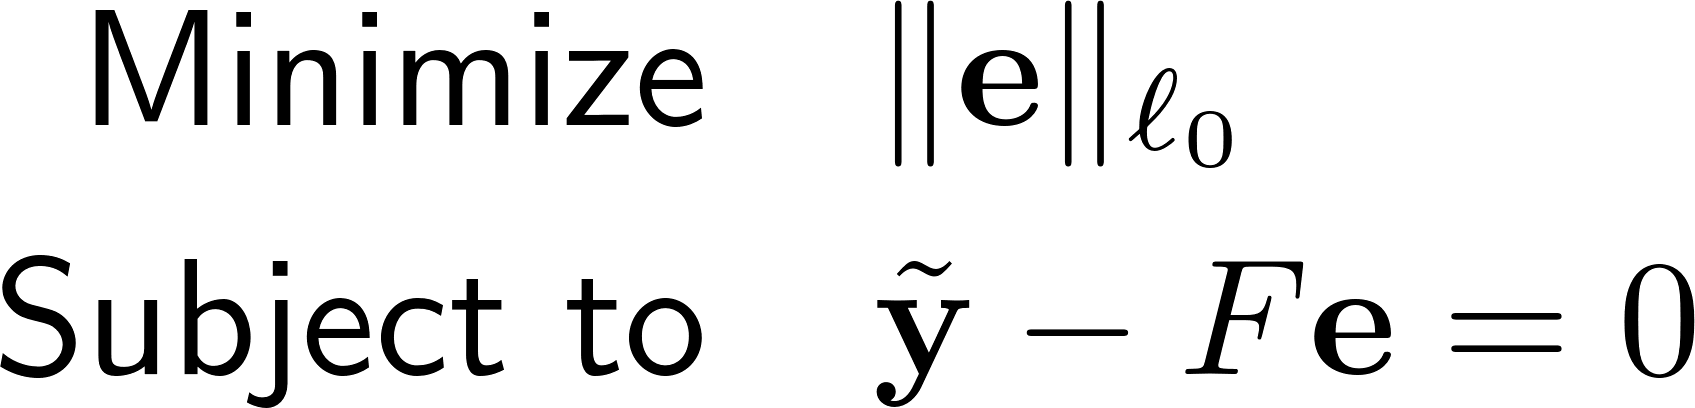 Minimize ‖e‖ℓ₀
Subject to ỹ − Fe = 0